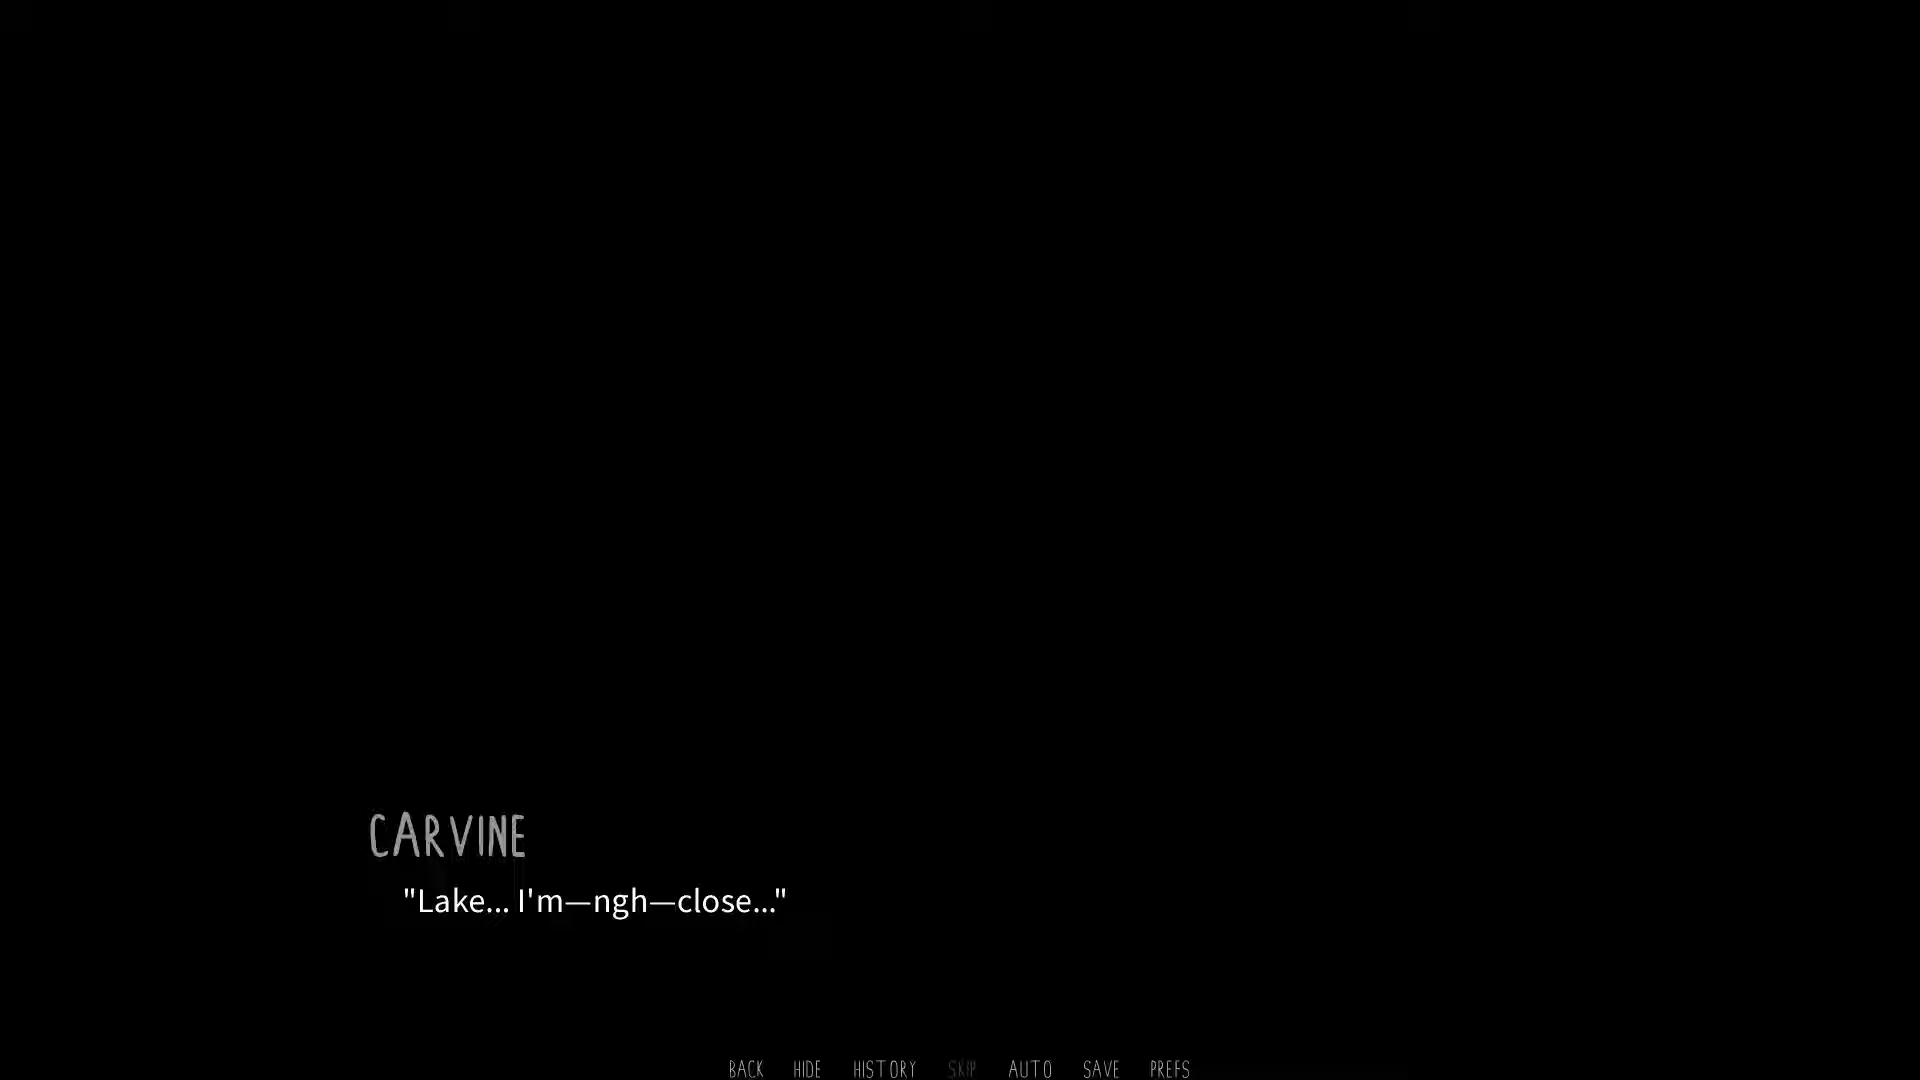 CARVINE
"Lake... I'm—ngh—close..."
BACK HIDE HISTORY SKIP AUTO SAVE PREFS